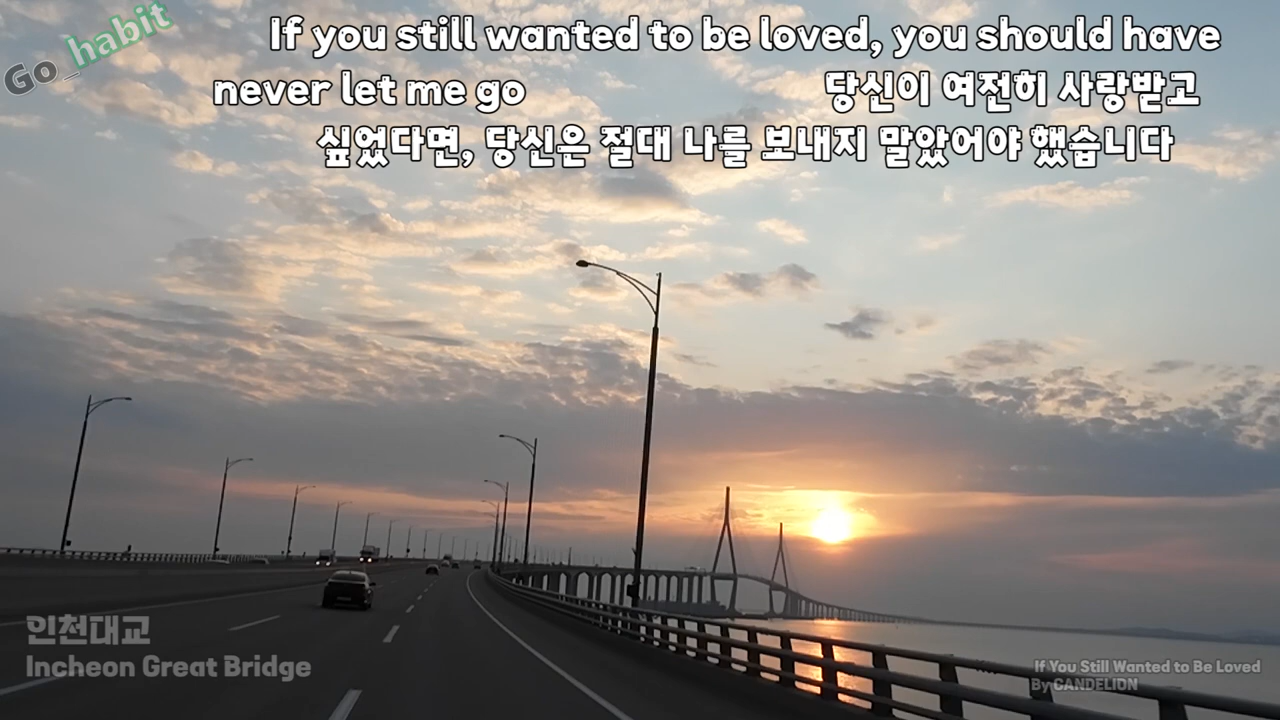 Go_habit
If you still wanted to be loved, you should have
never let me go 당신이 여전히 사랑받고
싶었다면, 당신은 절대 나를 보내지 말았어야 했습니다
인천대교
Incheon Great Bridge
If You Still Wanted to Be Loved
By CANDELION